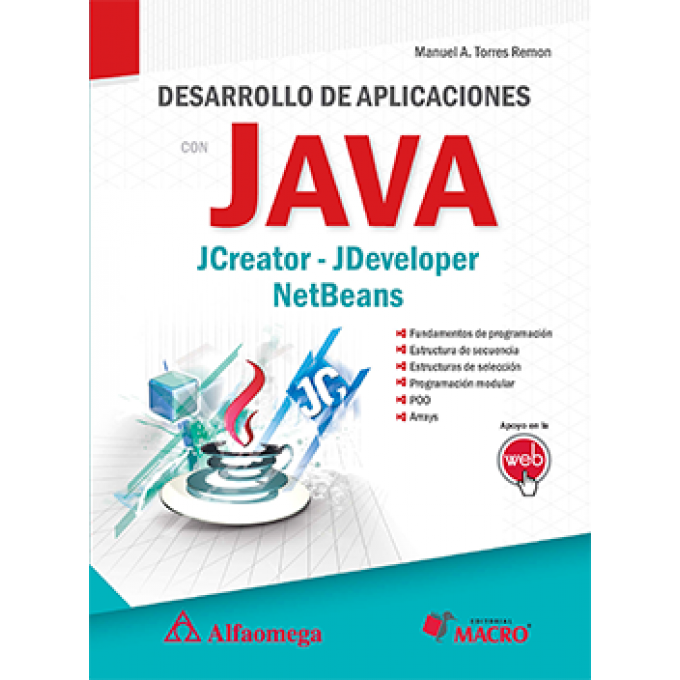 Manuel A. Torres Remon
DESARROLLO DE APLICACIONES
CON
JAVA
JCreator - JDeveloper
NetBeans
Fundamentos de programación
Estructura de secuencia
Estructuras de selección
Programación modular
POO
Arrays
Apoyo en la
web
JC
Alfaomega
EDITORIAL
MACRO®